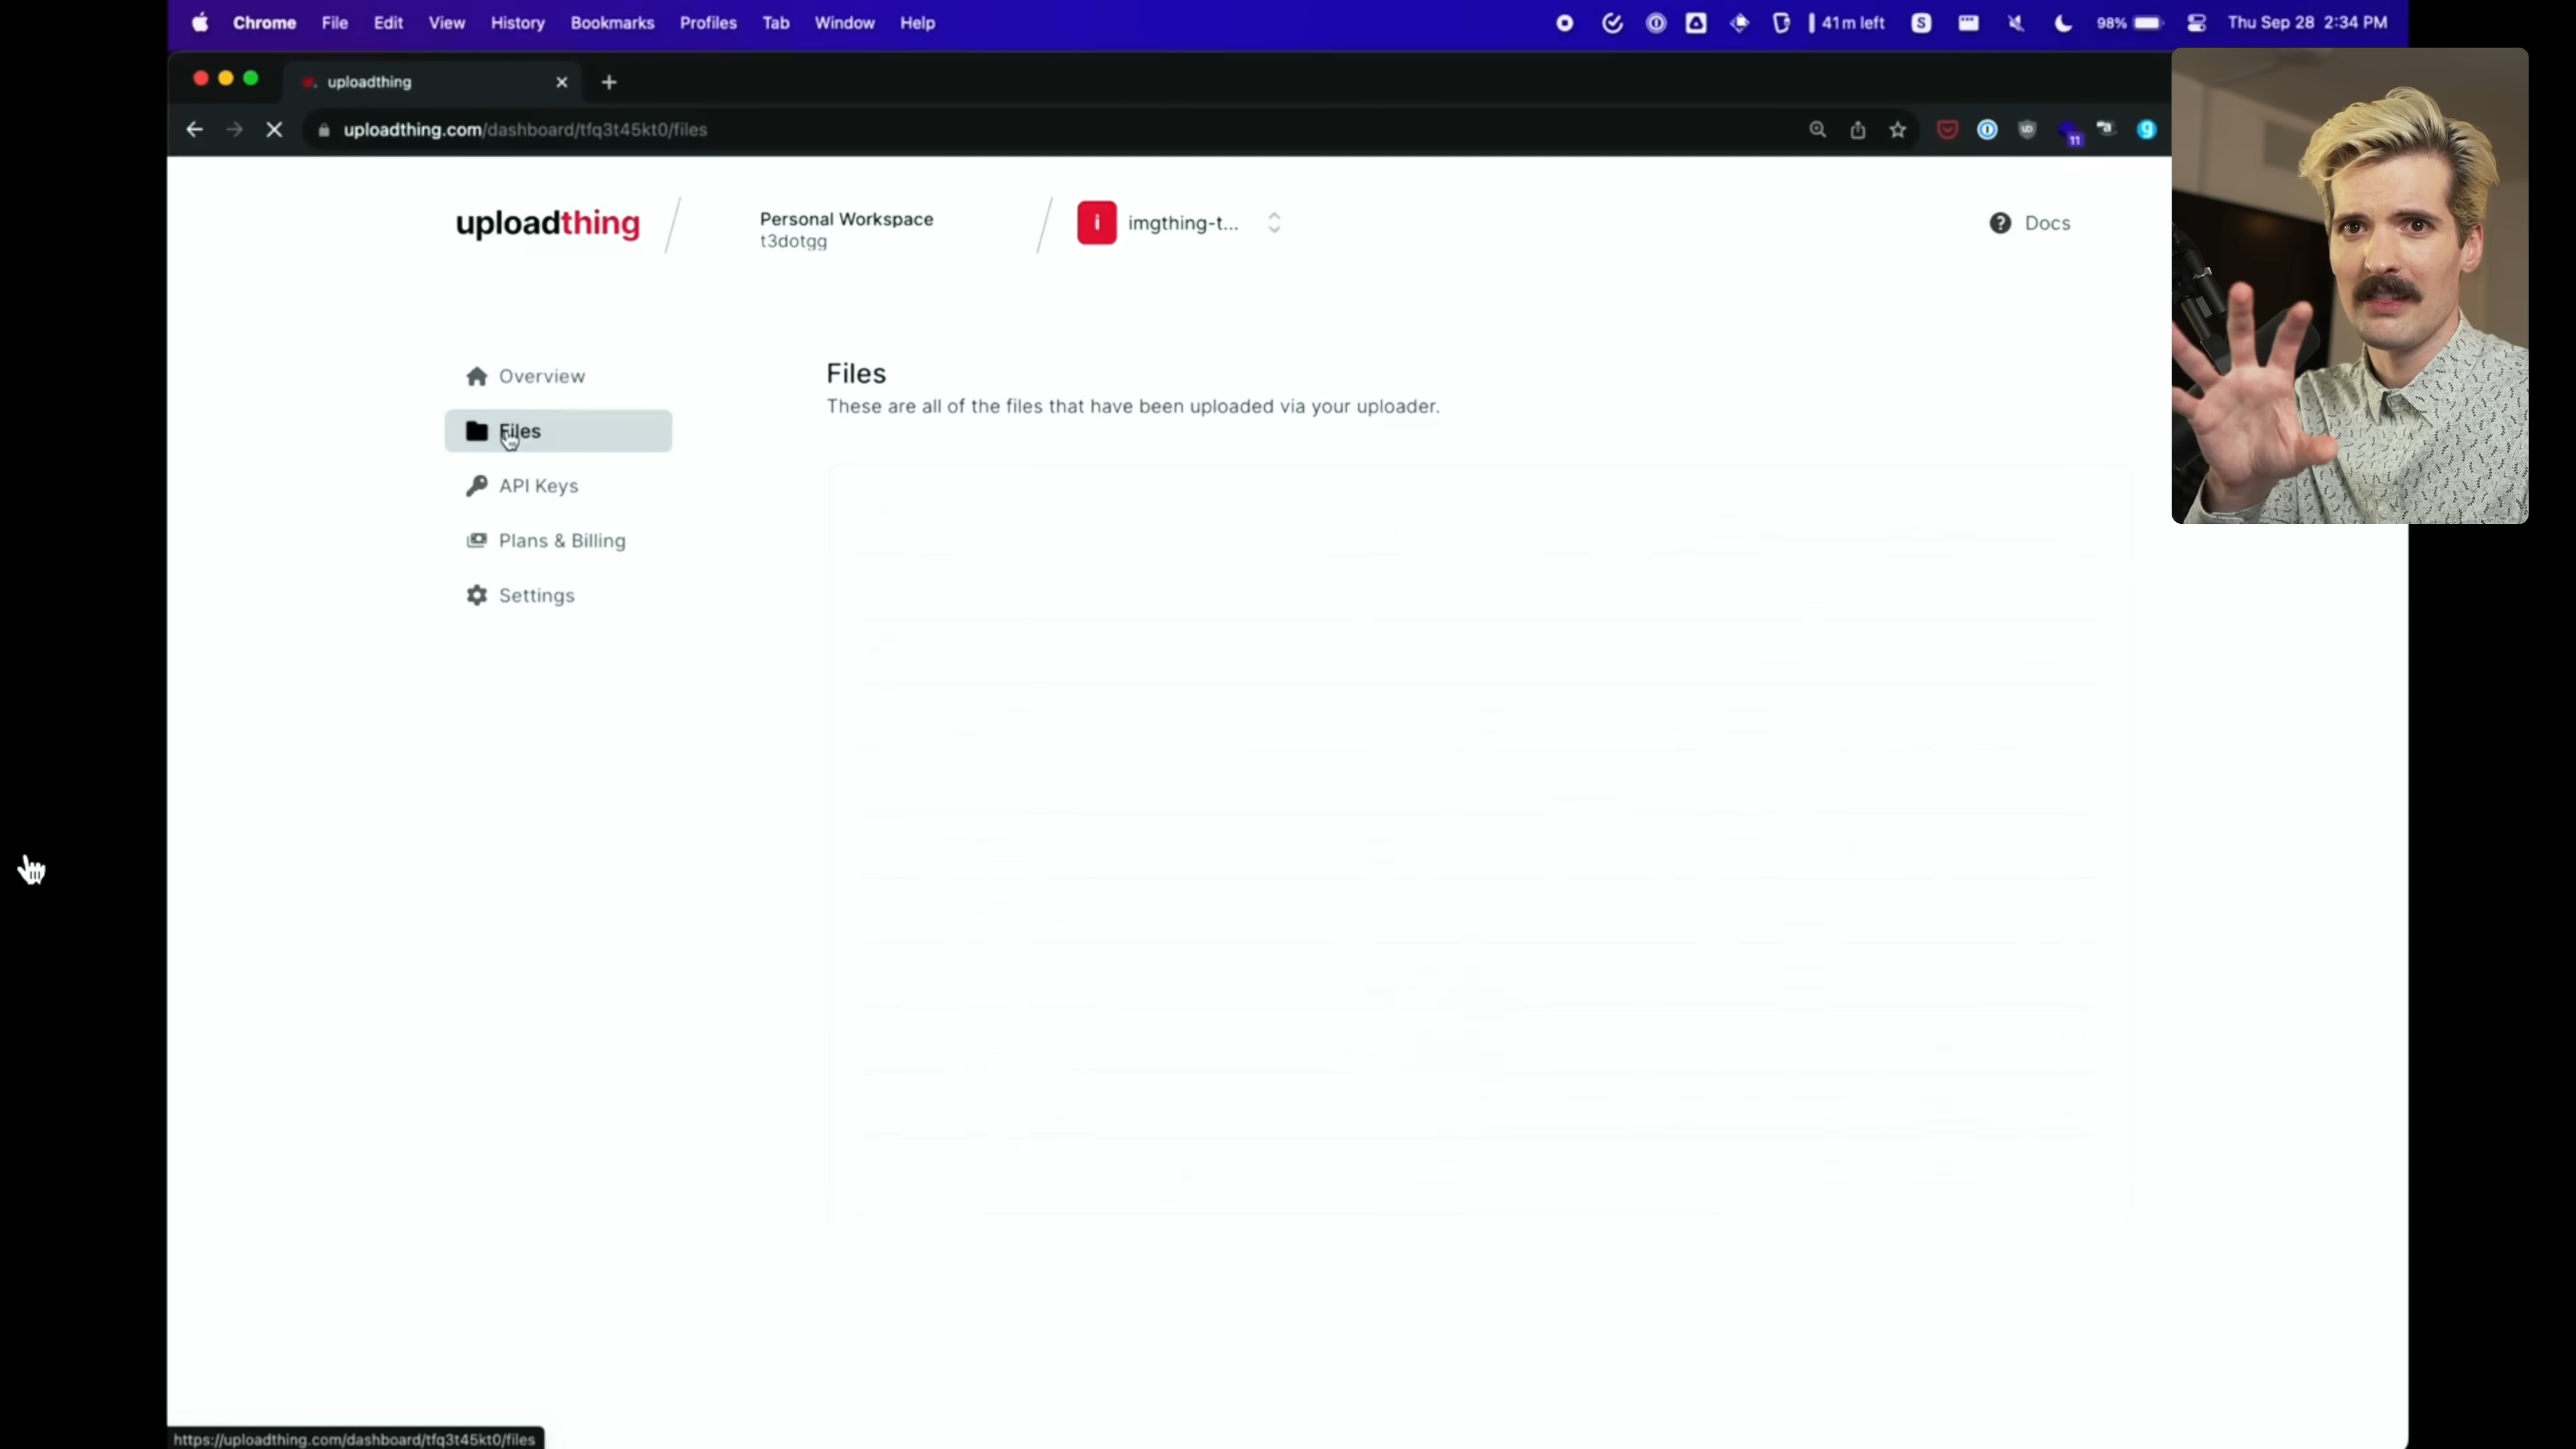 Chrome File Edit View History Bookmarks Profiles Tab Window Help 41m left S 98% Thu Sep 28 2:34 PM
uploadthing
uploadthing.com/dashboard/tfq3t45kt0/files
11 a g
uploadthing
Personal Workspace
t3dotgg
i imgthing-t...
? Docs
Overview
Files
API Keys
Plans & Billing
Settings
Files
These are all of the files that have been uploaded via your uploader.
https://uploadthing.com/dashboard/tfq3t45kt0/files